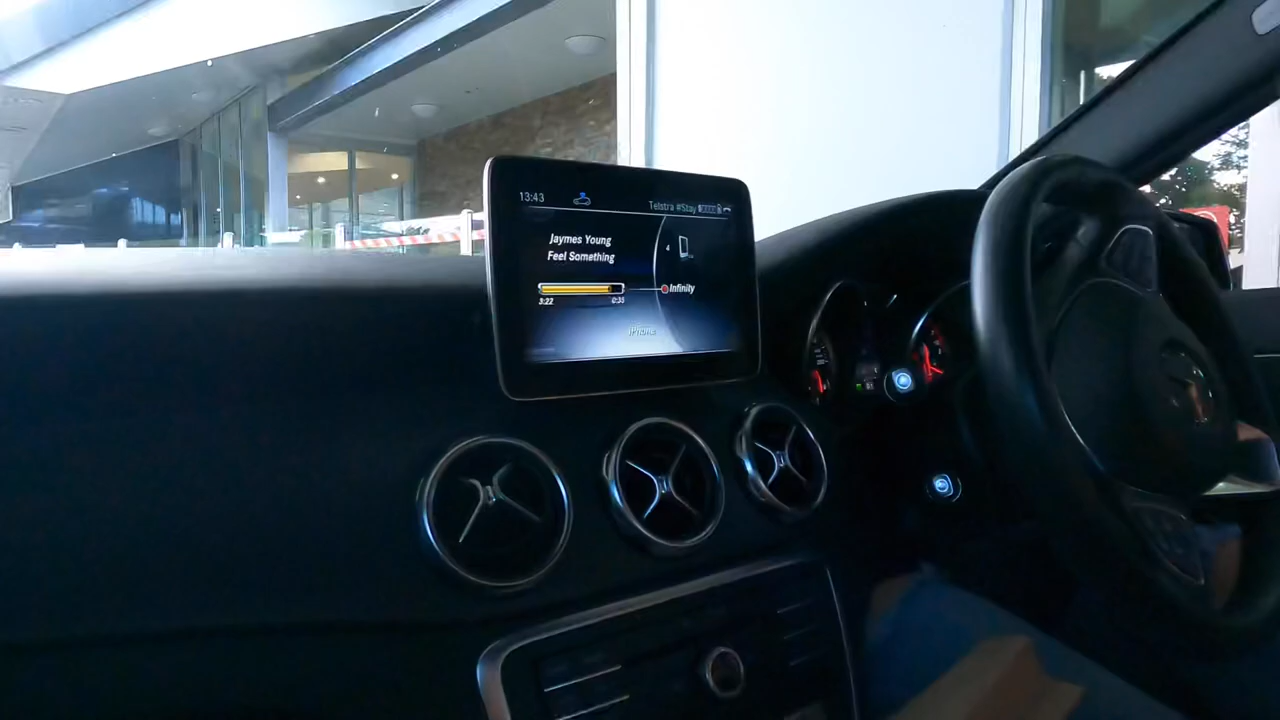 13:43
Telstra #Stay
Jaymes Young
Feel Something
4
Infinity
3:22
0:35
iPhone